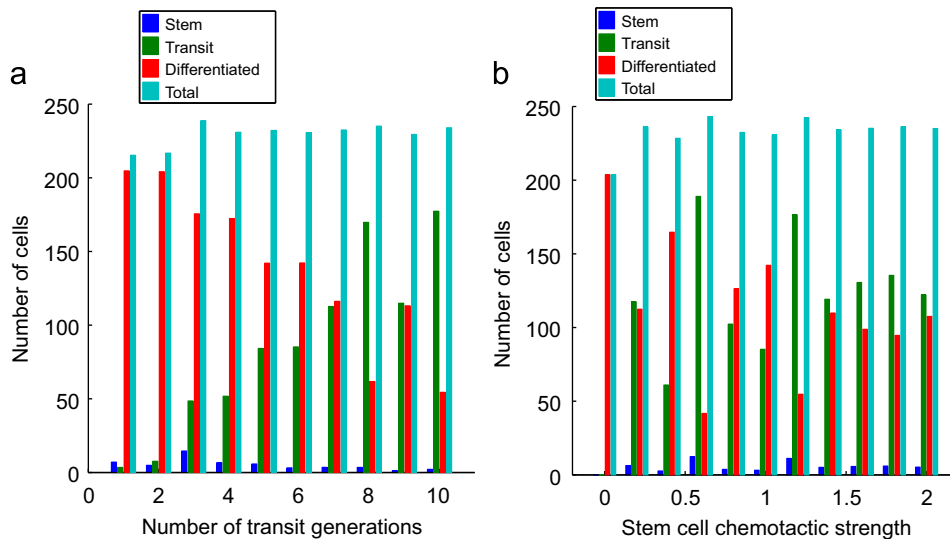 a
Stem
Transit
Differentiated
Total
250
200
150
100
50
0
Number of cells
0 2 4 6 8 10
Number of transit generations
b
Stem
Transit
Differentiated
Total
250
200
150
100
50
0
Number of cells
0 0.5 1 1.5 2
Stem cell chemotactic strength